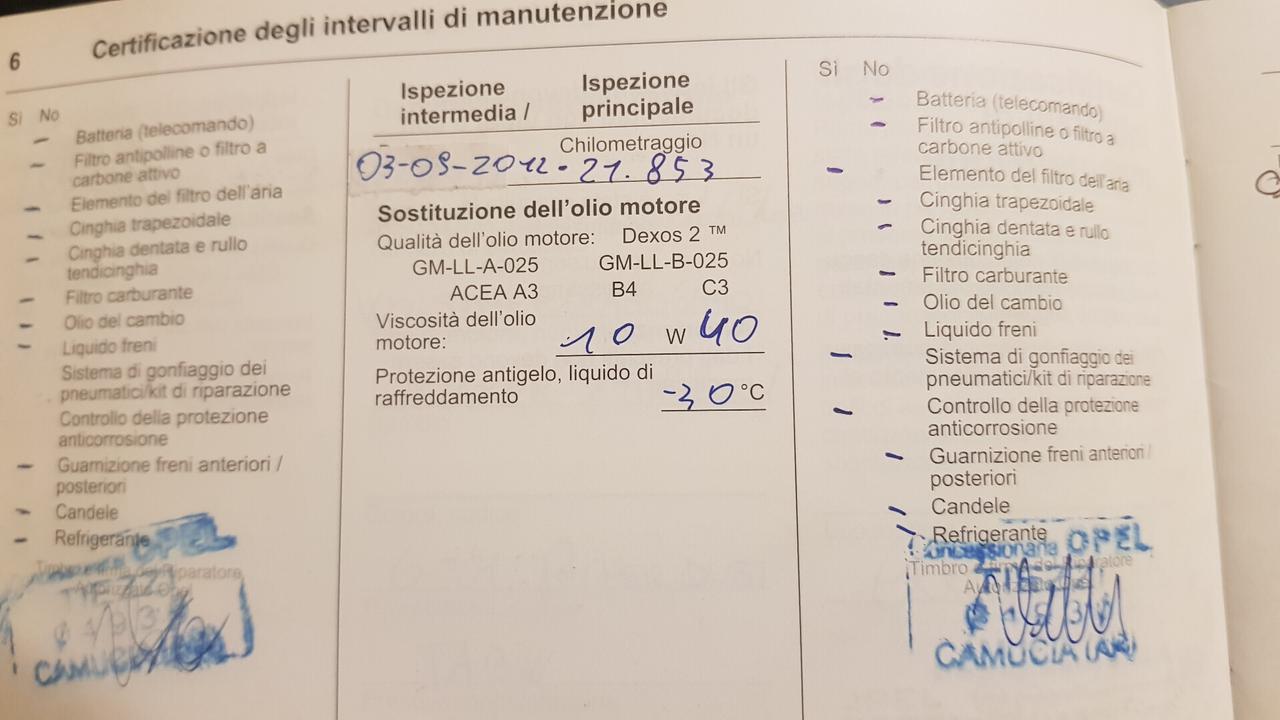 6 Certificazione degli intervalli di manutenzione
Sì No
Batteria (telecomando)
Filtro antipolline o filtro a
carbone attivo
Elemento del filtro dell'aria
Cinghia trapezoidale
Cinghia dentata e rullo
tendicinghia
Filtro carburante
Olio del cambio
Liquido freni
Sistema di gonfiaggio dei
pneumatici/kit di riparazione
Controllo della protezione
anticorrosione
Guarnizione freni anteriori /
posteriori
Candele
Refrigerante
OPEL
Timbro e firma del Riparatore
Autorizzato Opel
CAMUCIA
Ispezione Ispezione
intermedia / principale
Chilometraggio
03-09-2012 - 21.853
Sostituzione dell'olio motore
Qualità dell'olio motore: Dexos 2 ™
GM-LL-A-025 GM-LL-B-025
ACEA A3 B4 C3
Viscosità dell'olio
motore: 10 W 40
Protezione antigelo, liquido di
raffreddamento -30 °C
Sì No
Batteria (telecomando)
Filtro antipolline o filtro a
carbone attivo
Elemento del filtro dell'aria
Cinghia trapezoidale
Cinghia dentata e rullo
tendicinghia
Filtro carburante
Olio del cambio
Liquido freni
Sistema di gonfiaggio dei
pneumatici/kit di riparazione
Controllo della protezione
anticorrosione
Guarnizione freni anteriori /
posteriori
Candele
Refrigerante
Concessionaria OPEL
Timbro e firma del Riparatore
CAMUCIA (AR)